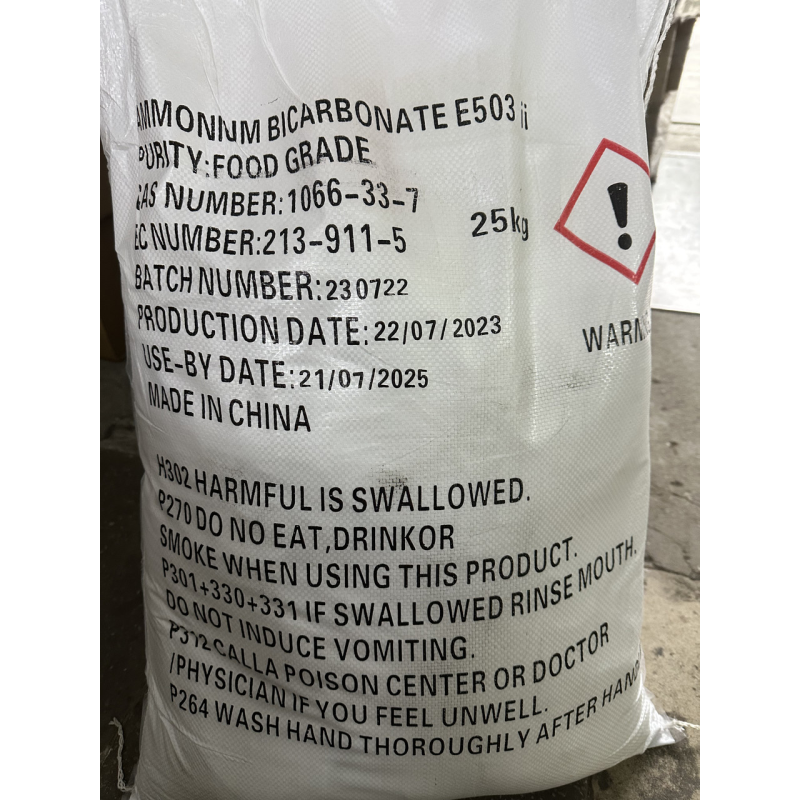 AMMONIUM BICARBONATE E503 ii
PURITY:FOOD GRADE
CAS NUMBER:1066-33-7
EC NUMBER:213-911-5
25kg
BATCH NUMBER:230722
PRODUCTION DATE:22/07/2023
WARN
USE-BY DATE:21/07/2025
MADE IN CHINA
H302 HARMFUL IS SWALLOWED.
P270 DO NO EAT,DRINKOR
SMOKE WHEN USING THIS PRODUCT.
P301+330+331 IF SWALLOWED RINSE MOUTH.
DO NOT INDUCE VOMITING.
P312 CALLA POISON CENTER OR DOCTOR
/PHYSICIAN IF YOU FEEL UNWELL.
P264 WASH HAND THOROUGHLY AFTER HAND